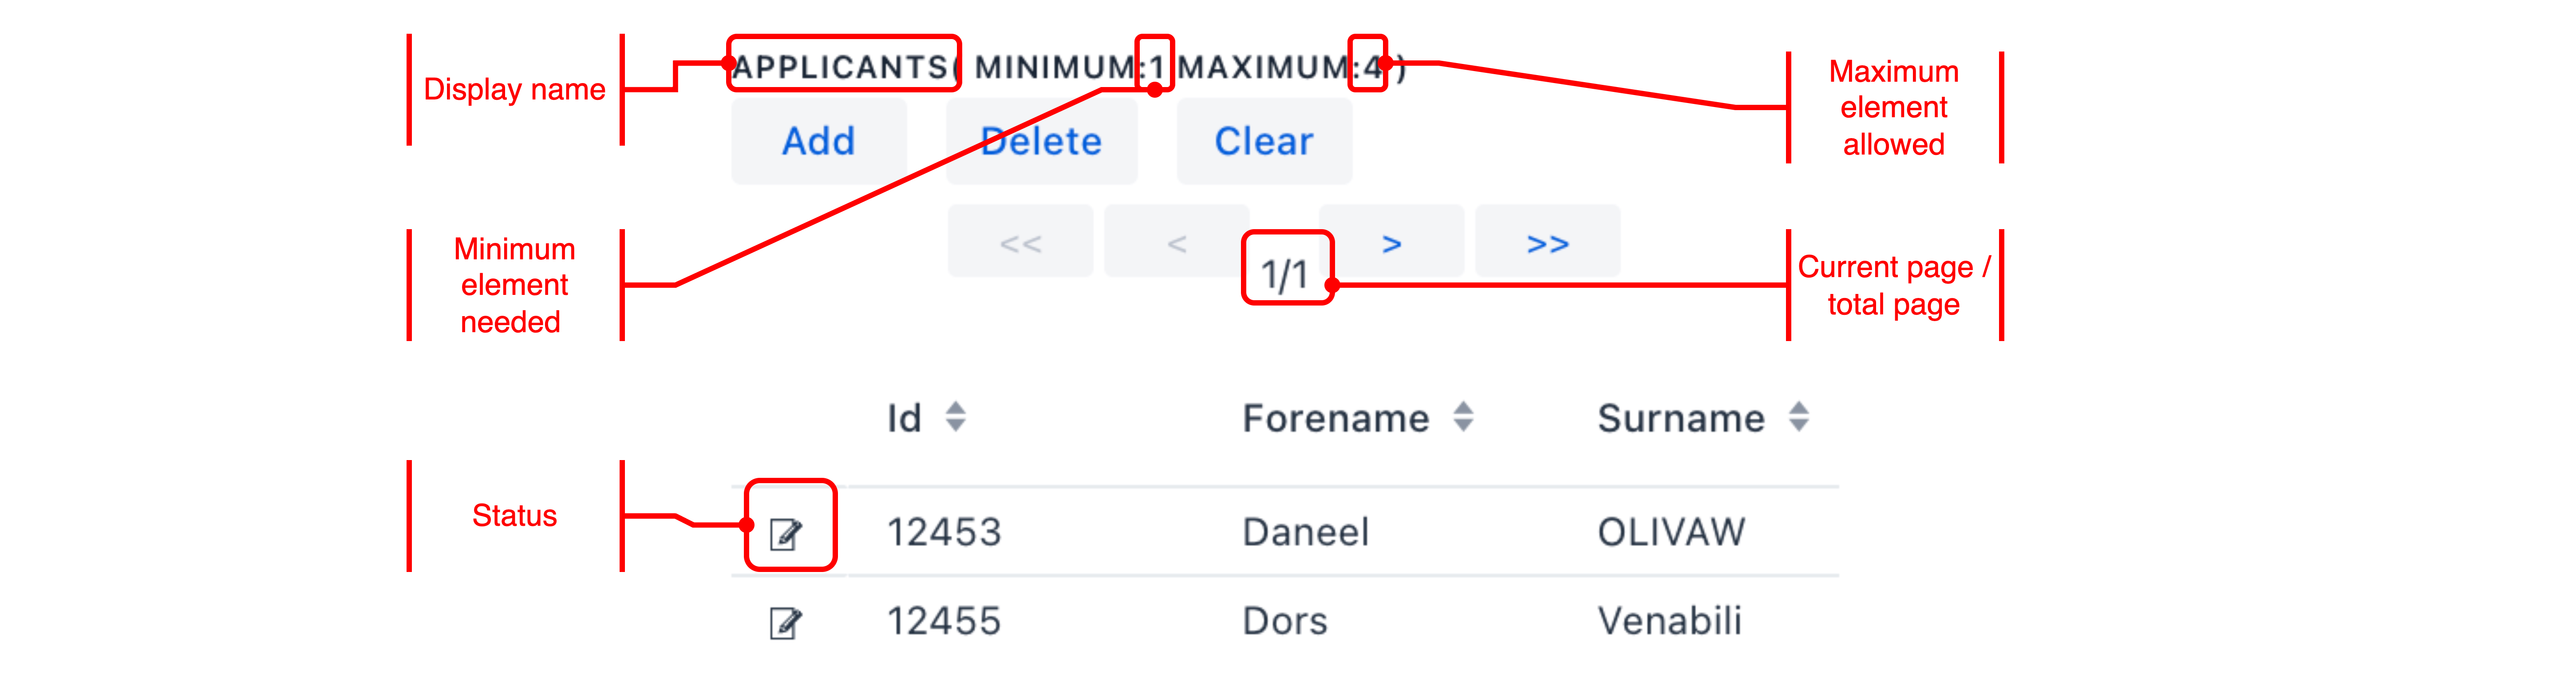 Display name
APPLICANTS( MINIMUM:1 MAXIMUM:4 )
Maximum
element
allowed
Add Delete Clear
Minimum
element
needed
<< < 1/1 > >>
Current page /
total page
Id Forename Surname
Status
12453 Daneel OLIVAW
12455 Dors Venabili